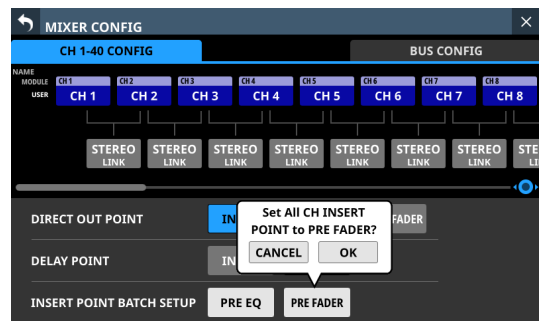 MIXER CONFIG
CH 1-40 CONFIG
BUS CONFIG
NAME
MODULE CH 1 CH 2 CH 3 CH 4 CH 5 CH 6 CH 7 CH 8
USER CH 1 CH 2 CH 3 CH 4 CH 5 CH 6 CH 7 CH 8
STEREO STEREO STEREO STEREO STEREO STEREO STEREO STE
LINK LINK LINK LINK LINK LINK LINK LI
Set All CH INSERT
POINT to PRE FADER?
CANCEL OK
DIRECT OUT POINT IN FADER
DELAY POINT IN
INSERT POINT BATCH SETUP PRE EQ PRE FADER